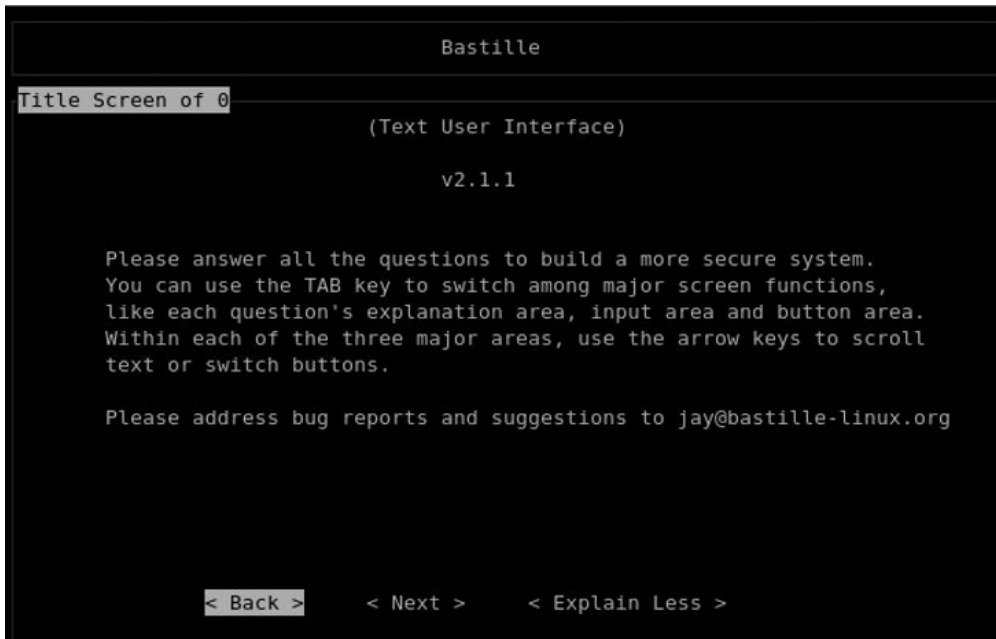 Bastille
Title Screen of 0
(Text User Interface)
v2.1.1
Please answer all the questions to build a more secure system.
You can use the TAB key to switch among major screen functions,
like each question's explanation area, input area and button area.
Within each of the three major areas, use the arrow keys to scroll
text or switch buttons.
Please address bug reports and suggestions to jay@bastille-linux.org
< Back > < Next > < Explain Less >